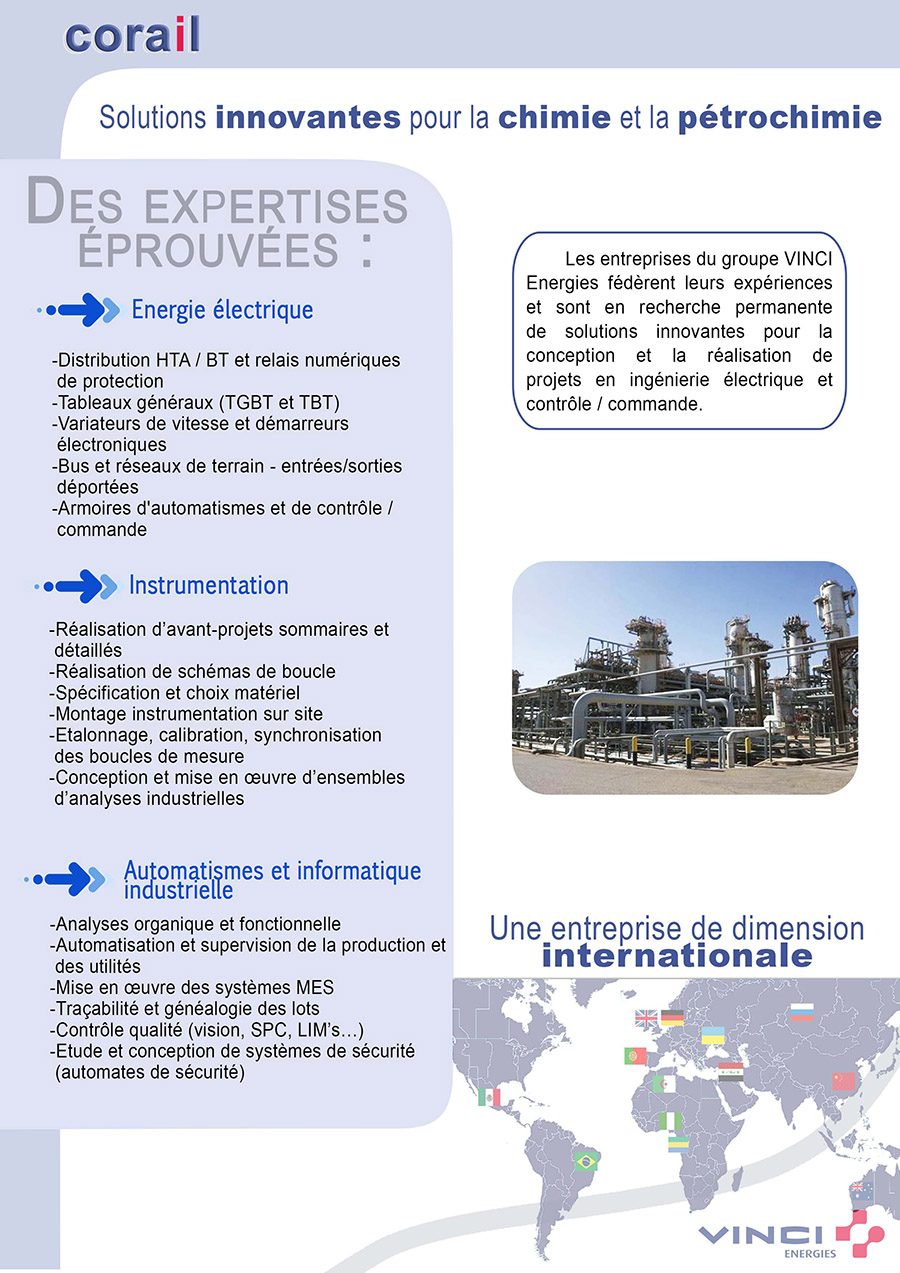 corail
Solutions innovantes pour la chimie et la pétrochimie
DES EXPERTISES
ÉPROUVÉES :
Energie électrique
-Distribution HTA / BT et relais numériques
de protection
-Tableaux généraux (TGBT et TBT)
-Variateurs de vitesse et démarreurs
électroniques
-Bus et réseaux de terrain - entrées/sorties
déportées
-Armoires d'automatismes et de contrôle /
commande
Instrumentation
-Réalisation d’avant-projets sommaires et
détaillés
-Réalisation de schémas de boucle
-Spécification et choix matériel
-Montage instrumentation sur site
-Etalonnage, calibration, synchronisation
des boucles de mesure
-Conception et mise en œuvre d’ensembles
d’analyses industrielles
Automatismes et informatique
industrielle
-Analyses organique et fonctionnelle
-Automatisation et supervision de la production et
des utilités
-Mise en œuvre des systèmes MES
-Traçabilité et généalogie des lots
-Contrôle qualité (vision, SPC, LIM’s…)
-Etude et conception de systèmes de sécurité
(automates de sécurité)
Les entreprises du groupe VINCI
Energies fédèrent leurs expériences
et sont en recherche permanente
de solutions innovantes pour la
conception et la réalisation de
projets en ingénierie électrique et
contrôle / commande.
Une entreprise de dimension
internationale
VINCI
ENERGIES